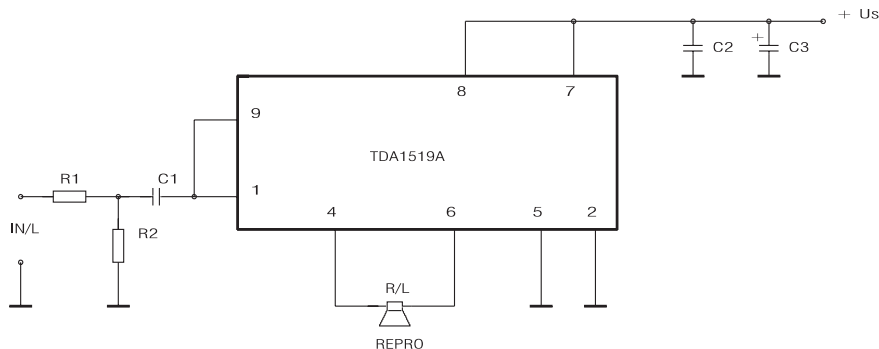 + Us
C2
+
C3
8
7
9
TDA1519A
R1
C1
1
IN/L
R2
4
6
5
2
R/L
REPRO